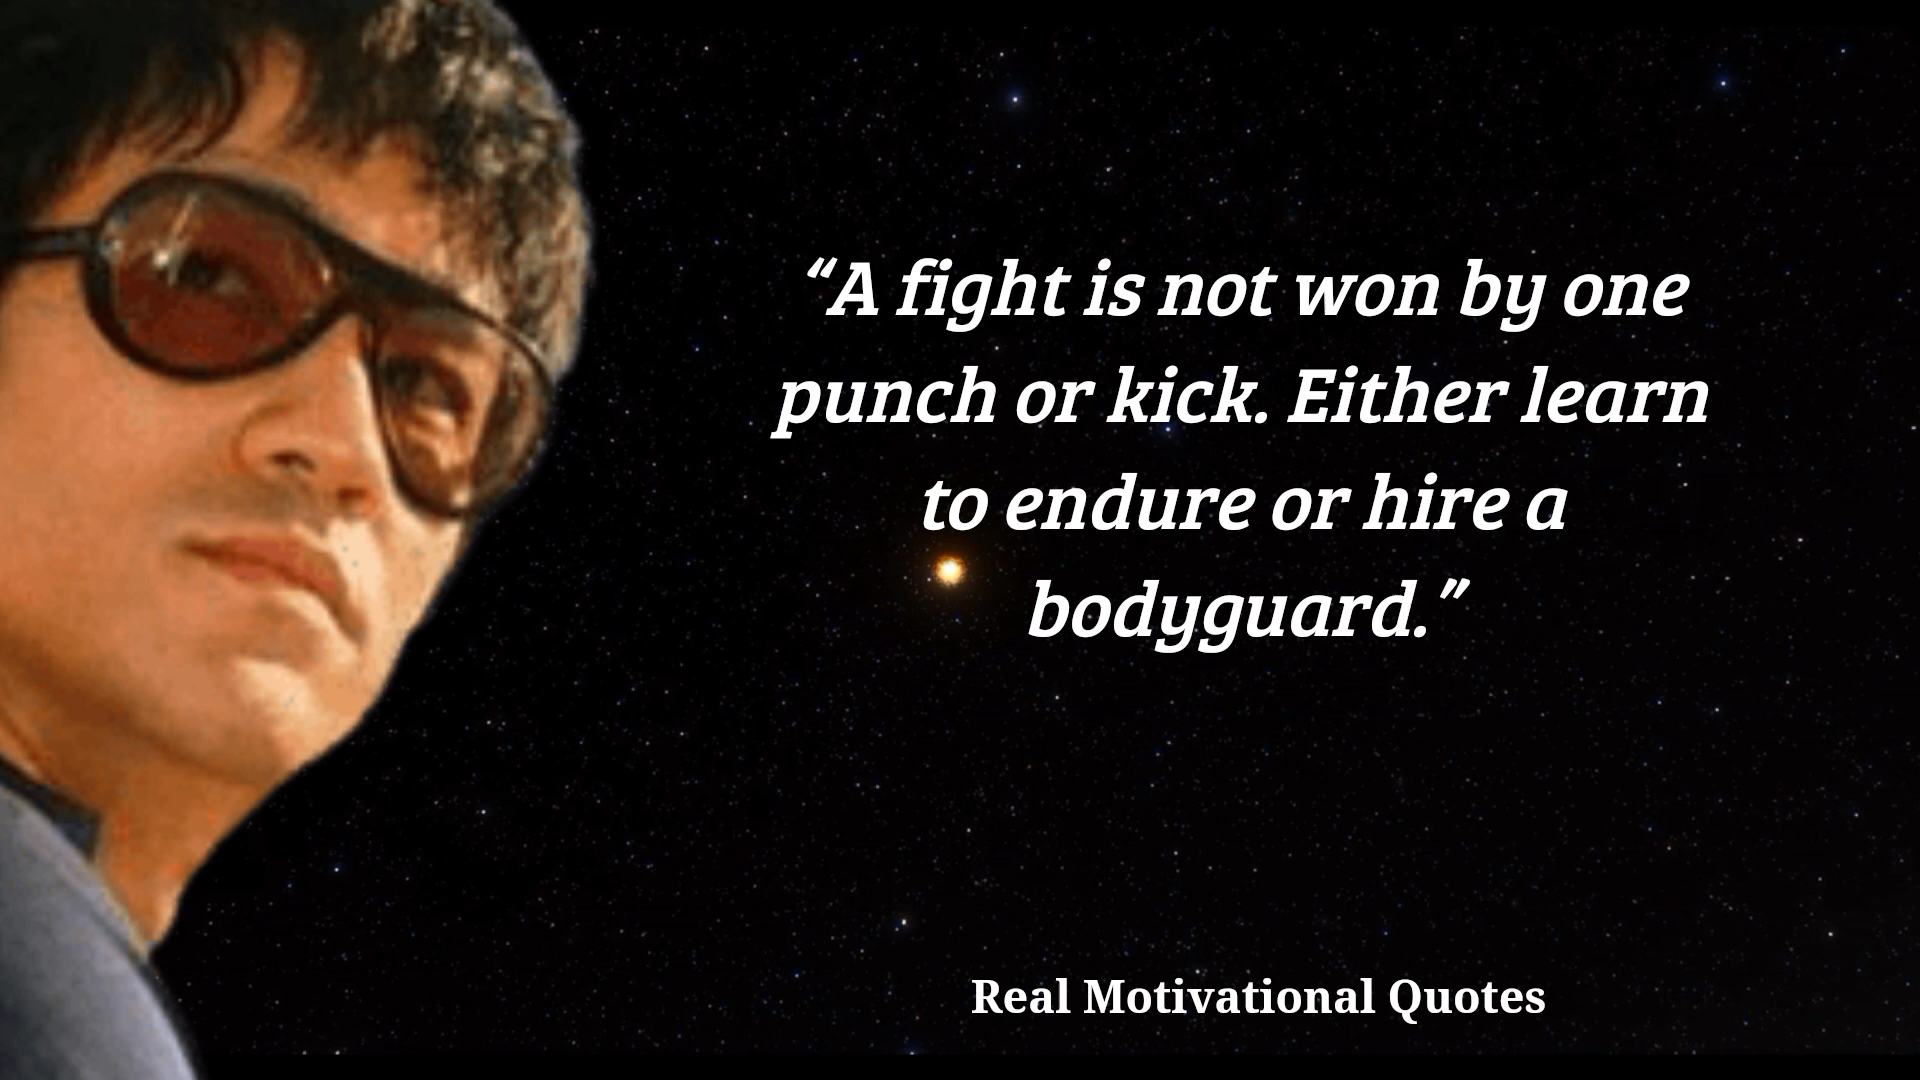 “A fight is not won by one
punch or kick. Either learn
to endure or hire a
bodyguard.”
Real Motivational Quotes